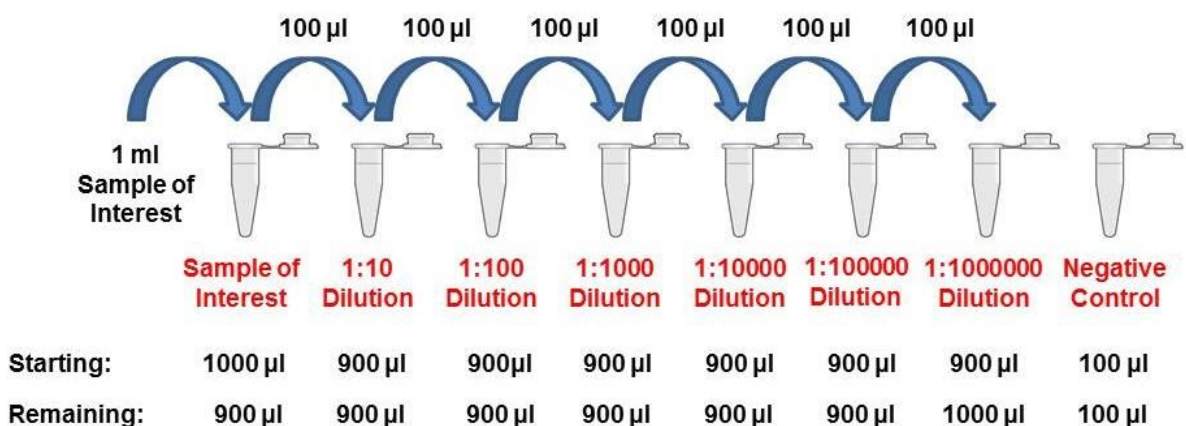 100 µl 100 µl 100 µl 100 µl 100 µl 100 µl
1 ml
Sample of
Interest
Sample of Interest 1:10 Dilution 1:100 Dilution 1:1000 Dilution 1:10000 Dilution 1:100000 Dilution 1:1000000 Dilution Negative Control
Starting: 1000 µl 900 µl 900µl 900 µl 900 µl 900 µl 900 µl 100 µl
Remaining: 900 µl 900 µl 900 µl 900 µl 900 µl 900 µl 1000 µl 100 µl